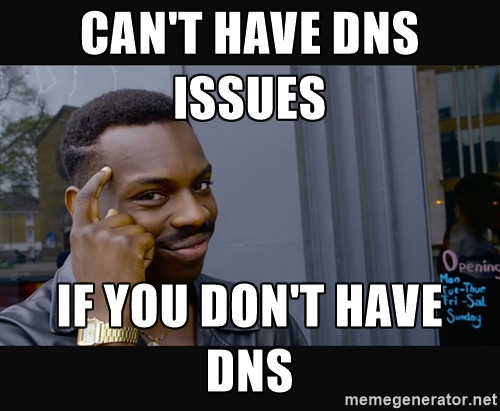 CAN'T HAVE DNS
ISSUES
Opening
Mon
Tue-Thur
Fri-Sat
Sunday
IF YOU DON'T HAVE
DNS
memegenerator.net